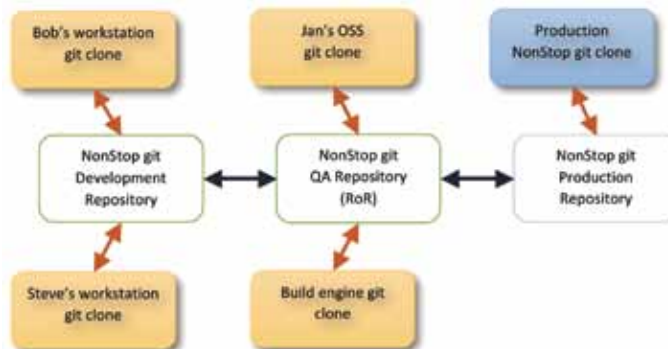 Bob's workstation
git clone
Jan's OSS
git clone
Production
NonStop git clone
NonStop git
Development
Repository
NonStop git
QA Repository
(RoR)
NonStop git
Production
Repository
Steve's workstation
git clone
Build engine git
clone